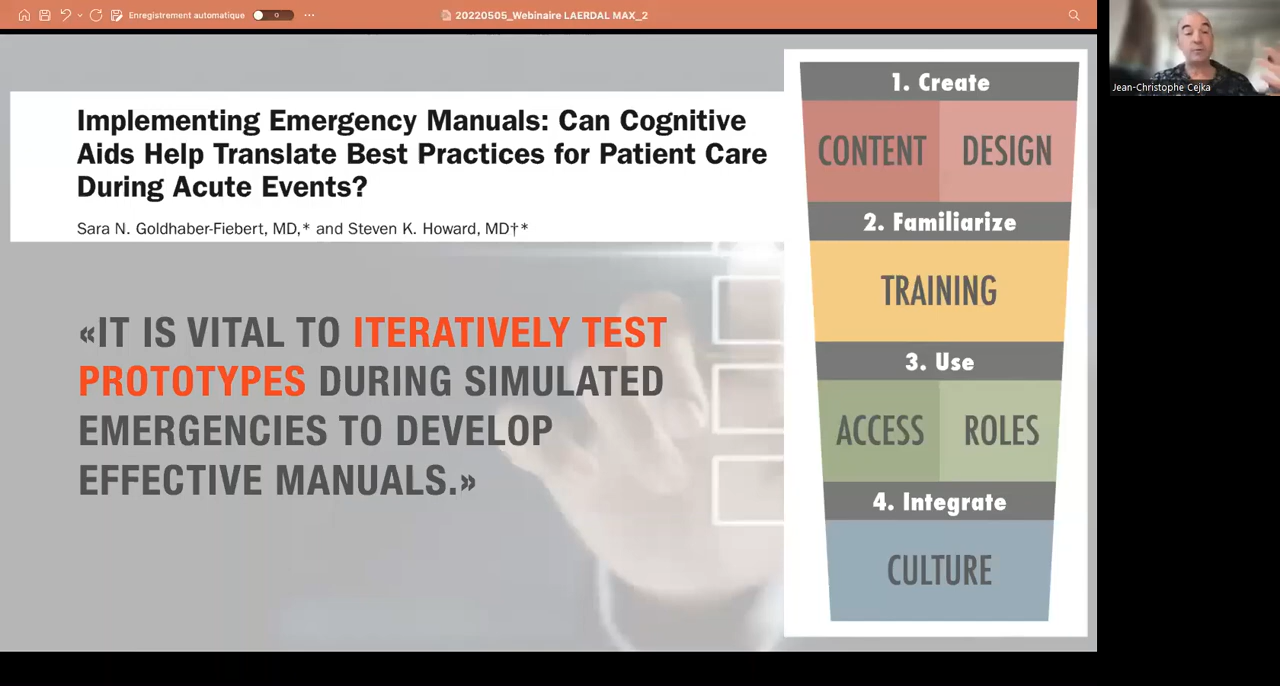 Enregistrement automatique
20220505_Webinaire LAERDAL MAX_2
Jean-Christophe Cejka
Implementing Emergency Manuals: Can Cognitive
Aids Help Translate Best Practices for Patient Care
During Acute Events?
Sara N. Goldhaber-Fiebert, MD,* and Steven K. Howard, MD†*
«IT IS VITAL TO ITERATIVELY TEST
PROTOTYPES DURING SIMULATED
EMERGENCIES TO DEVELOP
EFFECTIVE MANUALS.»
1. Create
CONTENT DESIGN
2. Familiarize
TRAINING
3. Use
ACCESS ROLES
4. Integrate
CULTURE